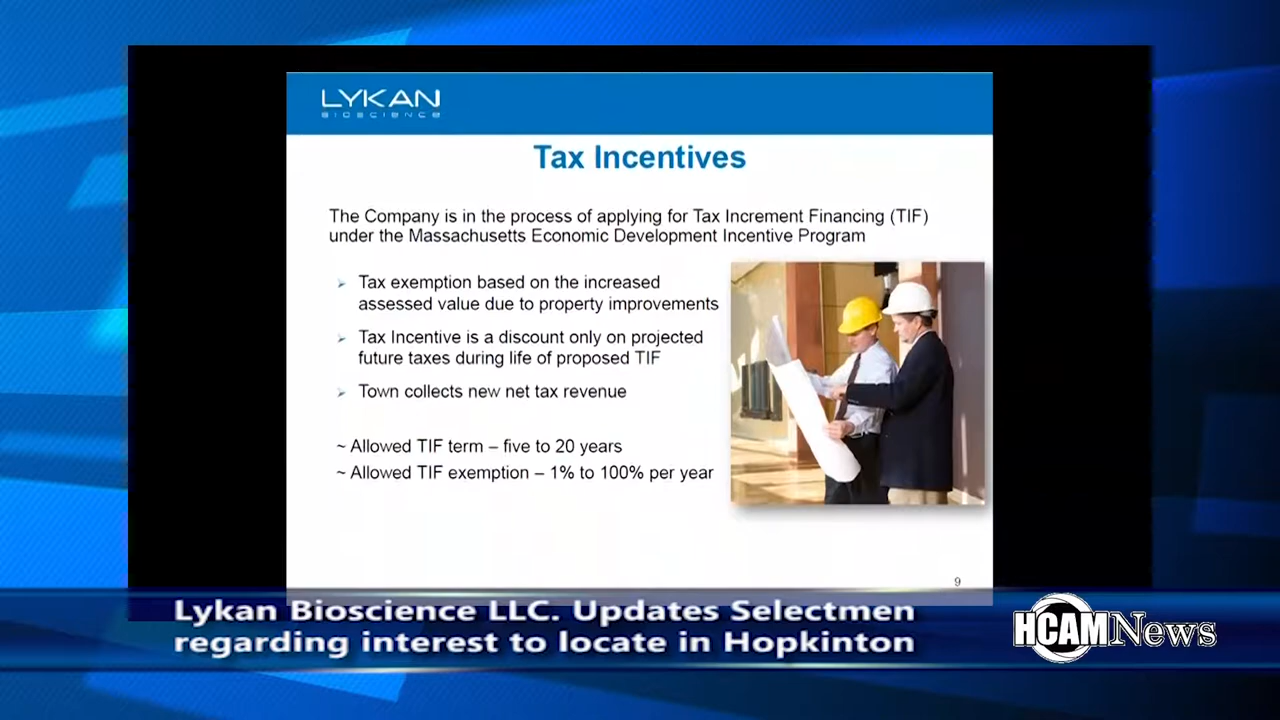 LYKAN
BIOSCIENCE
Tax Incentives
The Company is in the process of applying for Tax Increment Financing (TIF)
under the Massachusetts Economic Development Incentive Program
➢ Tax exemption based on the increased
assessed value due to property improvements
➢ Tax Incentive is a discount only on projected
future taxes during life of proposed TIF
➢ Town collects new net tax revenue
~ Allowed TIF term – five to 20 years
~ Allowed TIF exemption – 1% to 100% per year
9
Lykan Bioscience LLC. Updates Selectmen
regarding interest to locate in Hopkinton
HCAM News